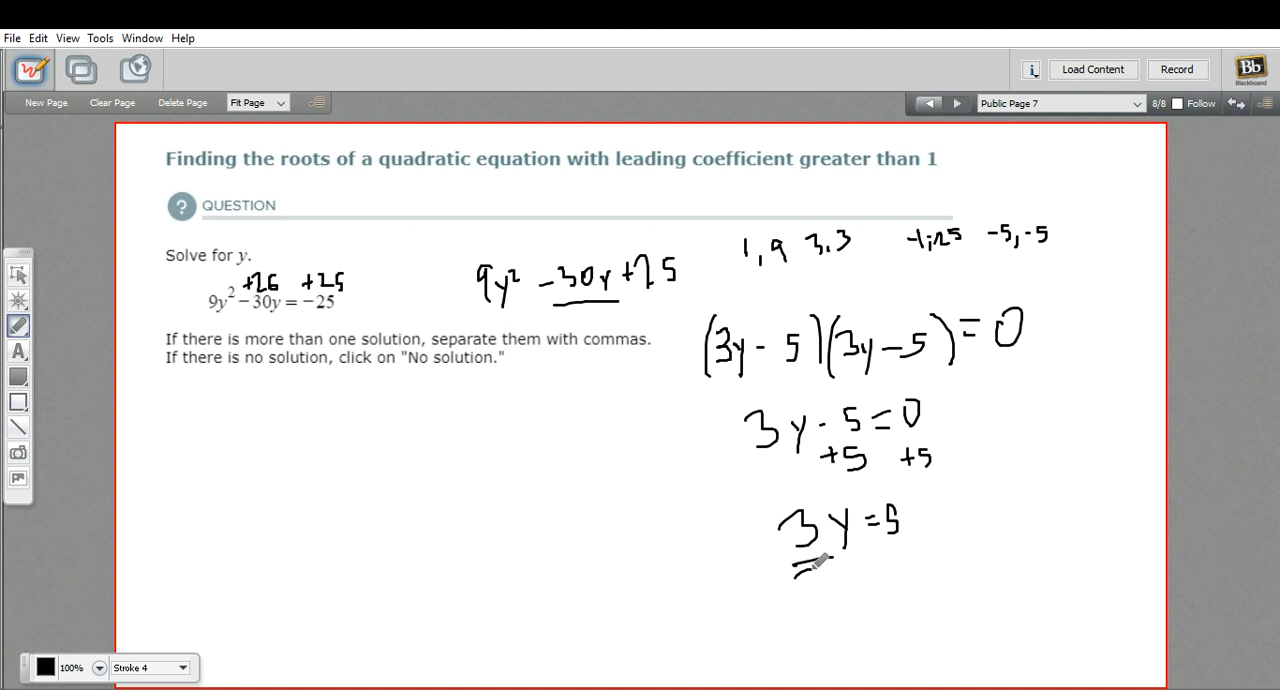 File Edit View Tools Window Help
i Load Content Record Bb
Blackboard
New Page Clear Page Delete Page Fit Page Public Page 7 8/8 Follow
Finding the roots of a quadratic equation with leading coefficient greater than 1
? QUESTION
Solve for y.
+25 +25
9y² − 30y = −25
If there is more than one solution, separate them with commas.
If there is no solution, click on "No solution."
9y² − 30y + 25
1, 9 3, 3 -1, -25 -5, -5
(3y - 5)(3y - 5) = 0
3y - 5 = 0
+5 +5
3y = 5
A
100% Stroke 4